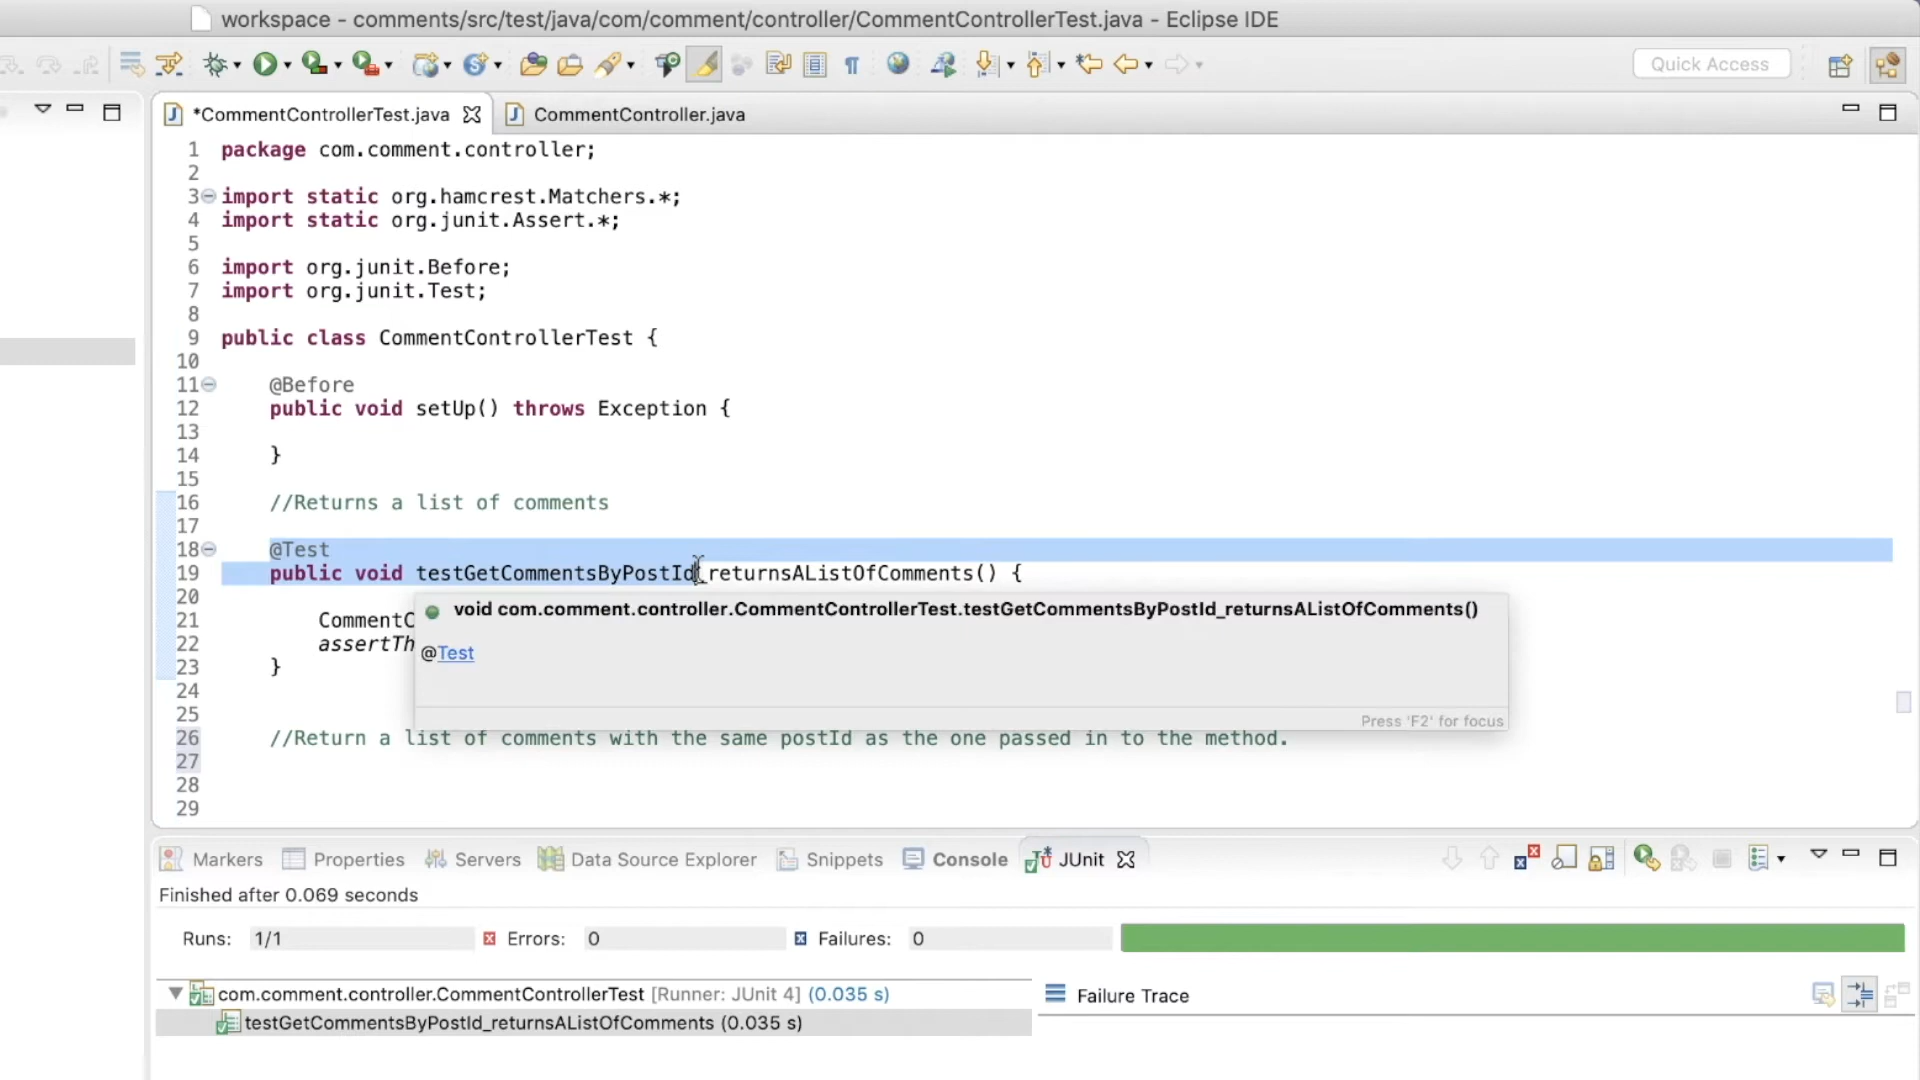 workspace - comments/src/test/java/com/comment/controller/CommentControllerTest.java - Eclipse IDE
Quick Access
*CommentControllerTest.java CommentController.java
1 package com.comment.controller;
2
3 import static org.hamcrest.Matchers.*;
4 import static org.junit.Assert.*;
5
6 import org.junit.Before;
7 import org.junit.Test;
8
9 public class CommentControllerTest {
10
11 @Before
12 public void setUp() throws Exception {
13
14 }
15
16 //Returns a list of comments
17
18 @Test
19 public void testGetCommentsByPostId_returnsAListOfComments() {
20
void com.comment.controller.CommentControllerTest.testGetCommentsByPostId_returnsAListOfComments()
21 CommentC
22 assertTh
@Test
23 }
24
25
Press 'F2' for focus
26 //Return a list of comments with the same postId as the one passed in to the method.
27
28
29
Markers Properties Servers Data Source Explorer Snippets Console JUnit
Finished after 0.069 seconds
Runs: 1/1 Errors: 0 Failures: 0
com.comment.controller.CommentControllerTest [Runner: JUnit 4] (0.035 s)
Failure Trace
testGetCommentsByPostId_returnsAListOfComments (0.035 s)